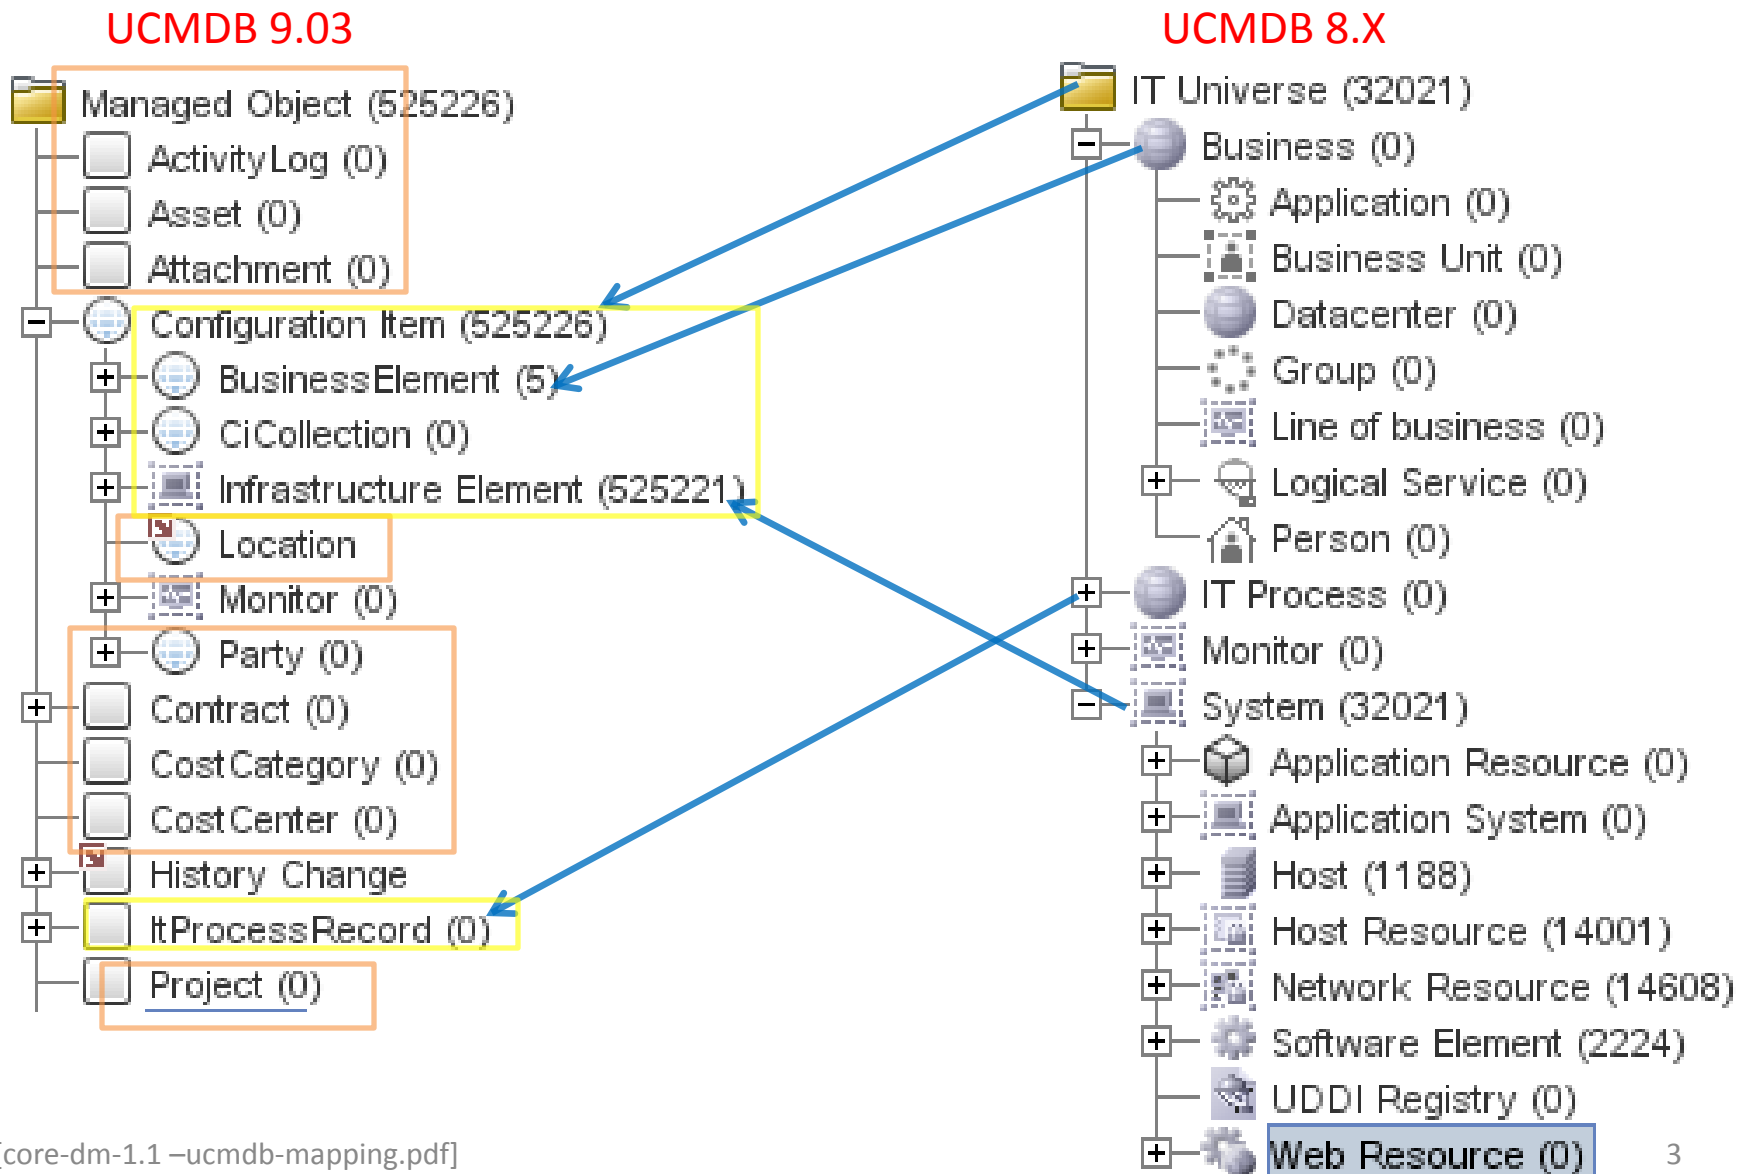 UCMDB 9.03
Managed Object (525226)
ActivityLog (0)
Asset (0)
Attachment (0)
Configuration Item (525226)
BusinessElement (5)
CiCollection (0)
Infrastructure Element (525221)
Location
Monitor (0)
Party (0)
Contract (0)
CostCategory (0)
CostCenter (0)
History Change
ItProcessRecord (0)
Project (0)
UCMDB 8.X
IT Universe (32021)
Business (0)
Application (0)
Business Unit (0)
Datacenter (0)
Group (0)
Line of business (0)
Logical Service (0)
Person (0)
IT Process (0)
Monitor (0)
System (32021)
Application Resource (0)
Application System (0)
Host (1188)
Host Resource (14001)
Network Resource (14608)
Software Element (2224)
UDDI Registry (0)
Web Resource (0)
[core-dm-1.1 –ucmdb-mapping.pdf]
3